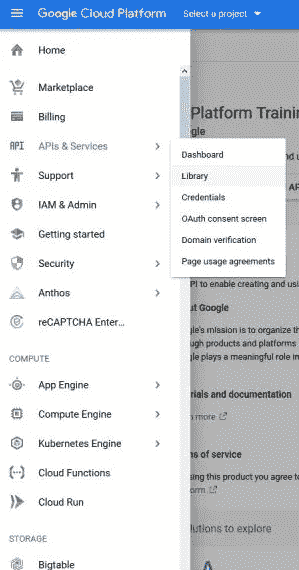 Google Cloud Platform Select a project
Home
Marketplace
Billing
API APIs & Services
Support
IAM & Admin
Getting started
Security
Anthos
reCAPTCHA Enter...
COMPUTE
App Engine
Compute Engine
Kubernetes Engine
Cloud Functions
Cloud Run
STORAGE
Bigtable
Dashboard
Library
Credentials
OAuth consent screen
Domain verification
Page usage agreements
Platform Trainin
gle
and u
AP
PI to enable creating and usi
ut Google
gle's mission is to organize th
ugh products and platforms
gle plays a meaningful role in
rials and documentation
n more
ns of service
sing this product you agree to
orm
lutions to explore